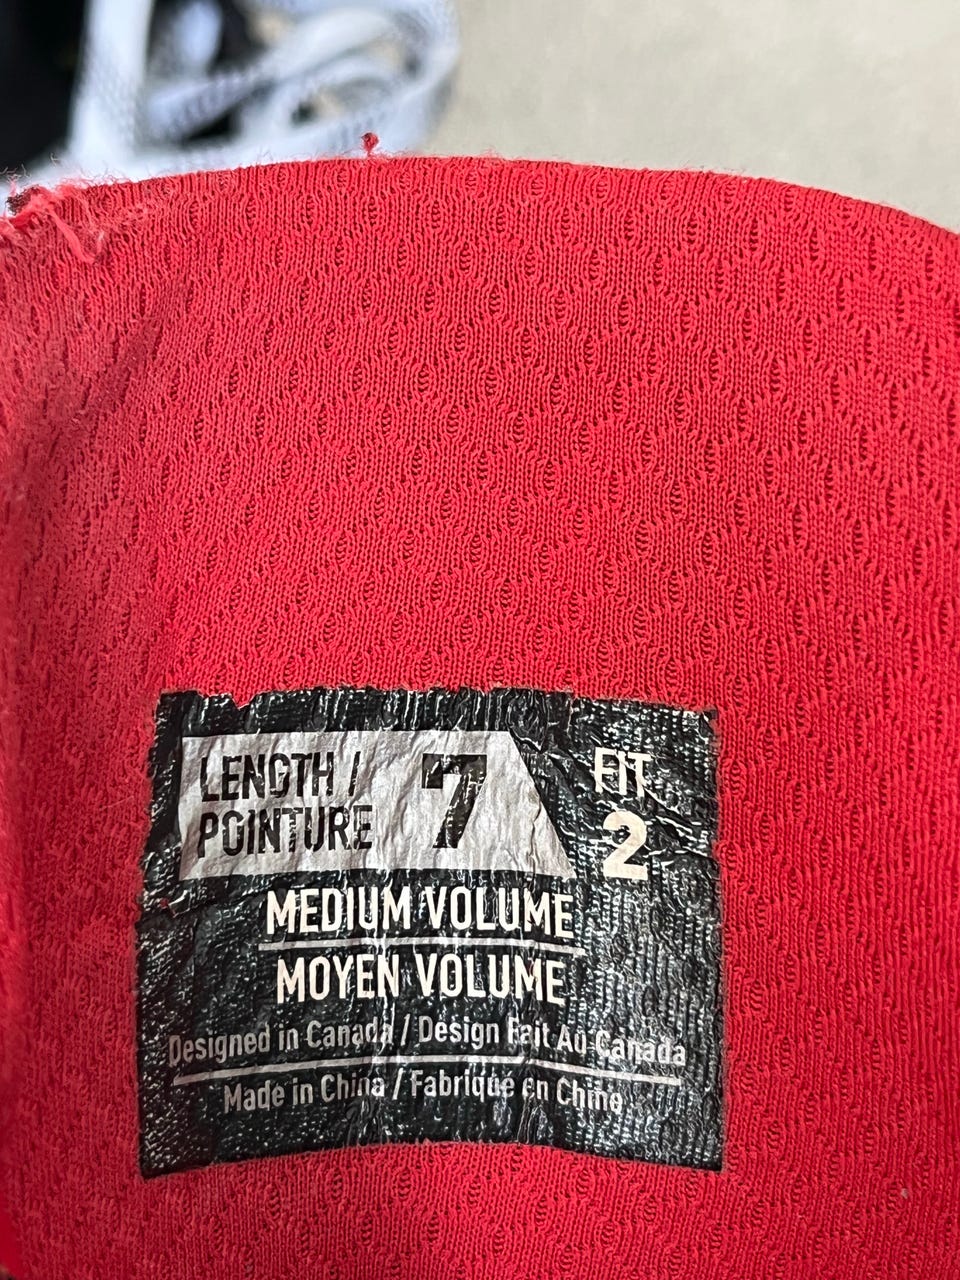 LENGTH /
POINTURE
7
FIT
2
MEDIUM VOLUME
MOYEN VOLUME
Designed in Canada / Design Fait Au Canada
Made in China / Fabriqué en Chine